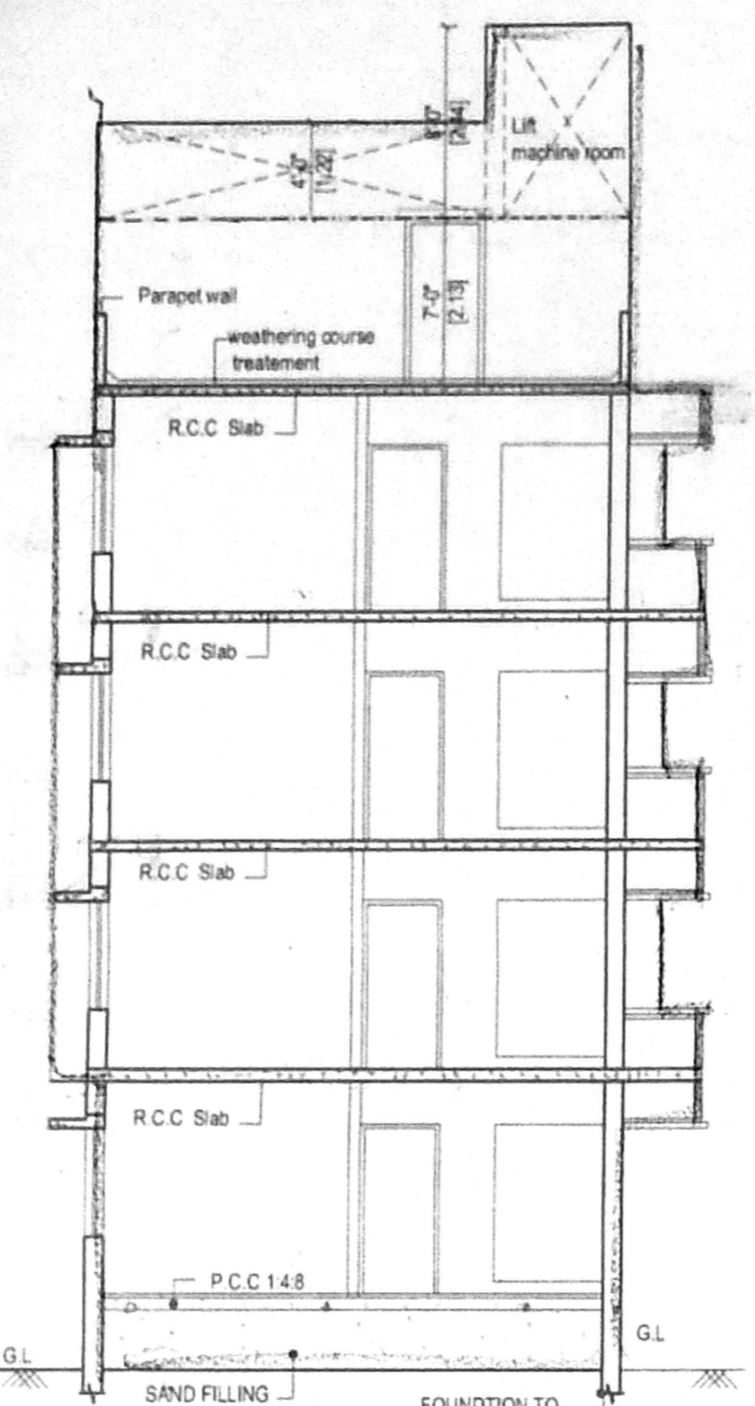 Lift
machine room
8'-0"
[2.44]
4'-0"
[1.22]
Parapet wall
7'-0"
[2.13]
weathering course
treatement
R.C.C Slab
R.C.C Slab
R.C.C Slab
R.C.C Slab
P.C.C 1:4:8
G.L
G.L
SAND FILLING
FOUNDTION TO